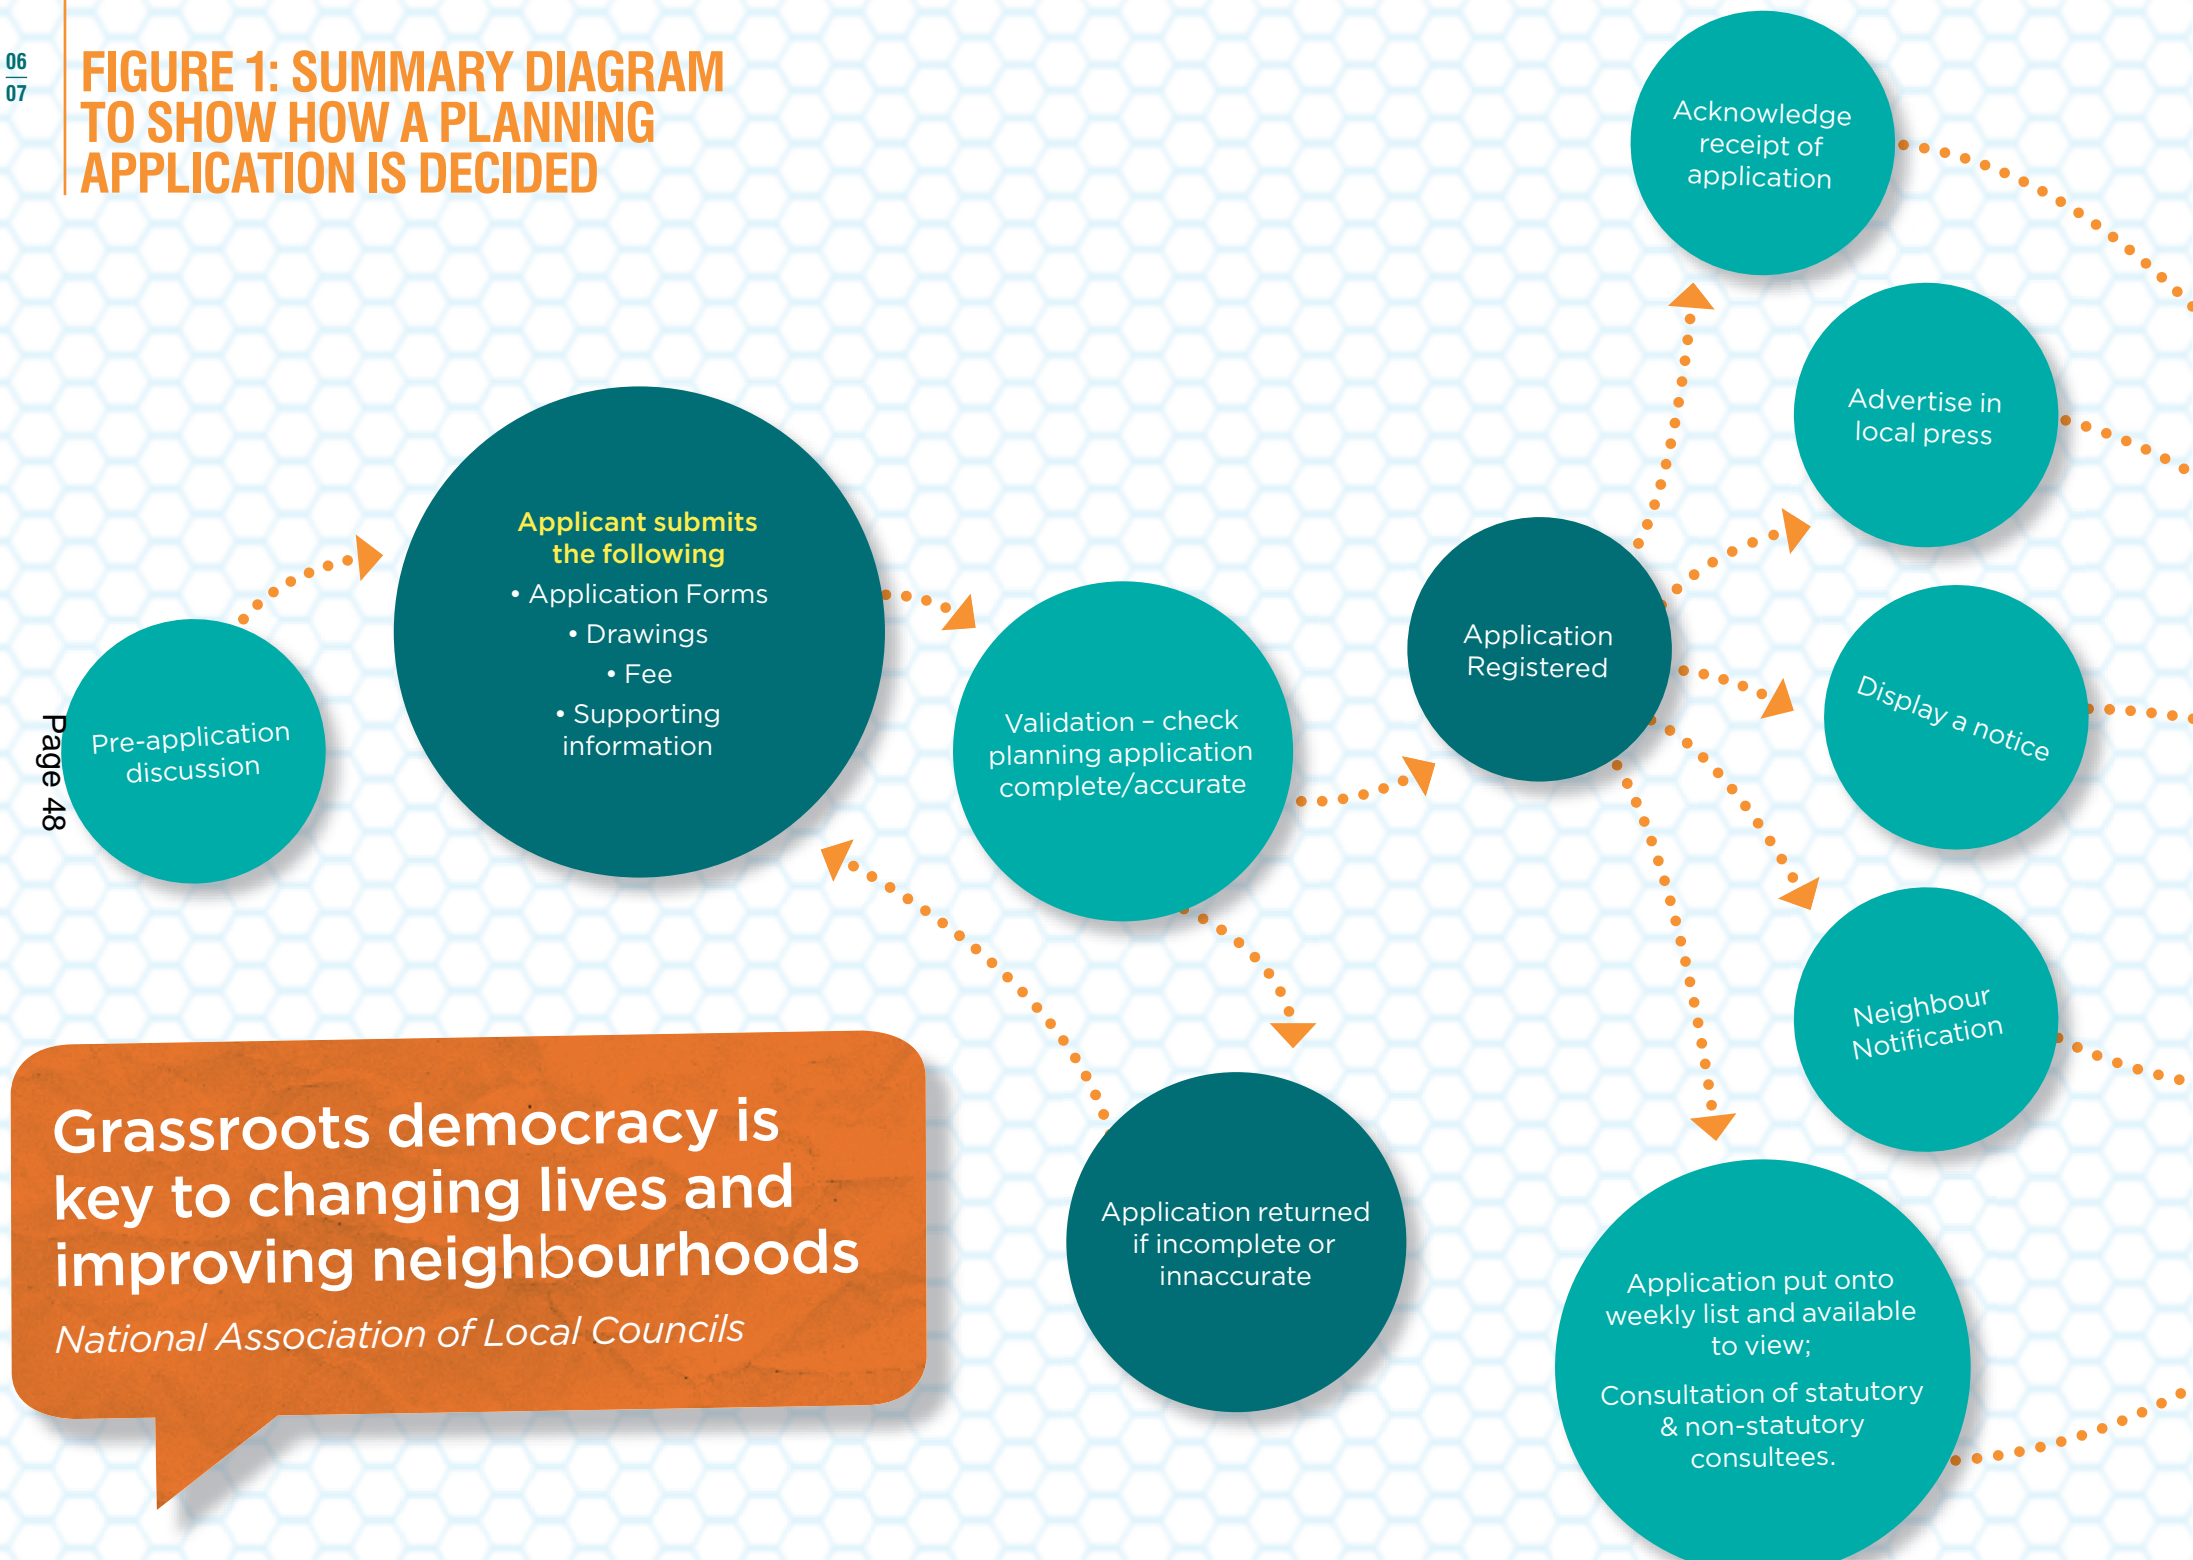 06
07
FIGURE 1: SUMMARY DIAGRAM
TO SHOW HOW A PLANNING
APPLICATION IS DECIDED
Page 48
Pre-application
discussion
Applicant submits
the following
• Application Forms
• Drawings
• Fee
• Supporting
information
Validation – check
planning application
complete/accurate
Application returned
if incomplete or
innaccurate
Application
Registered
Acknowledge
receipt of
application
Advertise in
local press
Display a notice
Neighbour
Notification
Application put onto
weekly list and available
to view;
Consultation of statutory
& non-statutory
consultees.
Grassroots democracy is
key to changing lives and
improving neighbourhoods
National Association of Local Councils